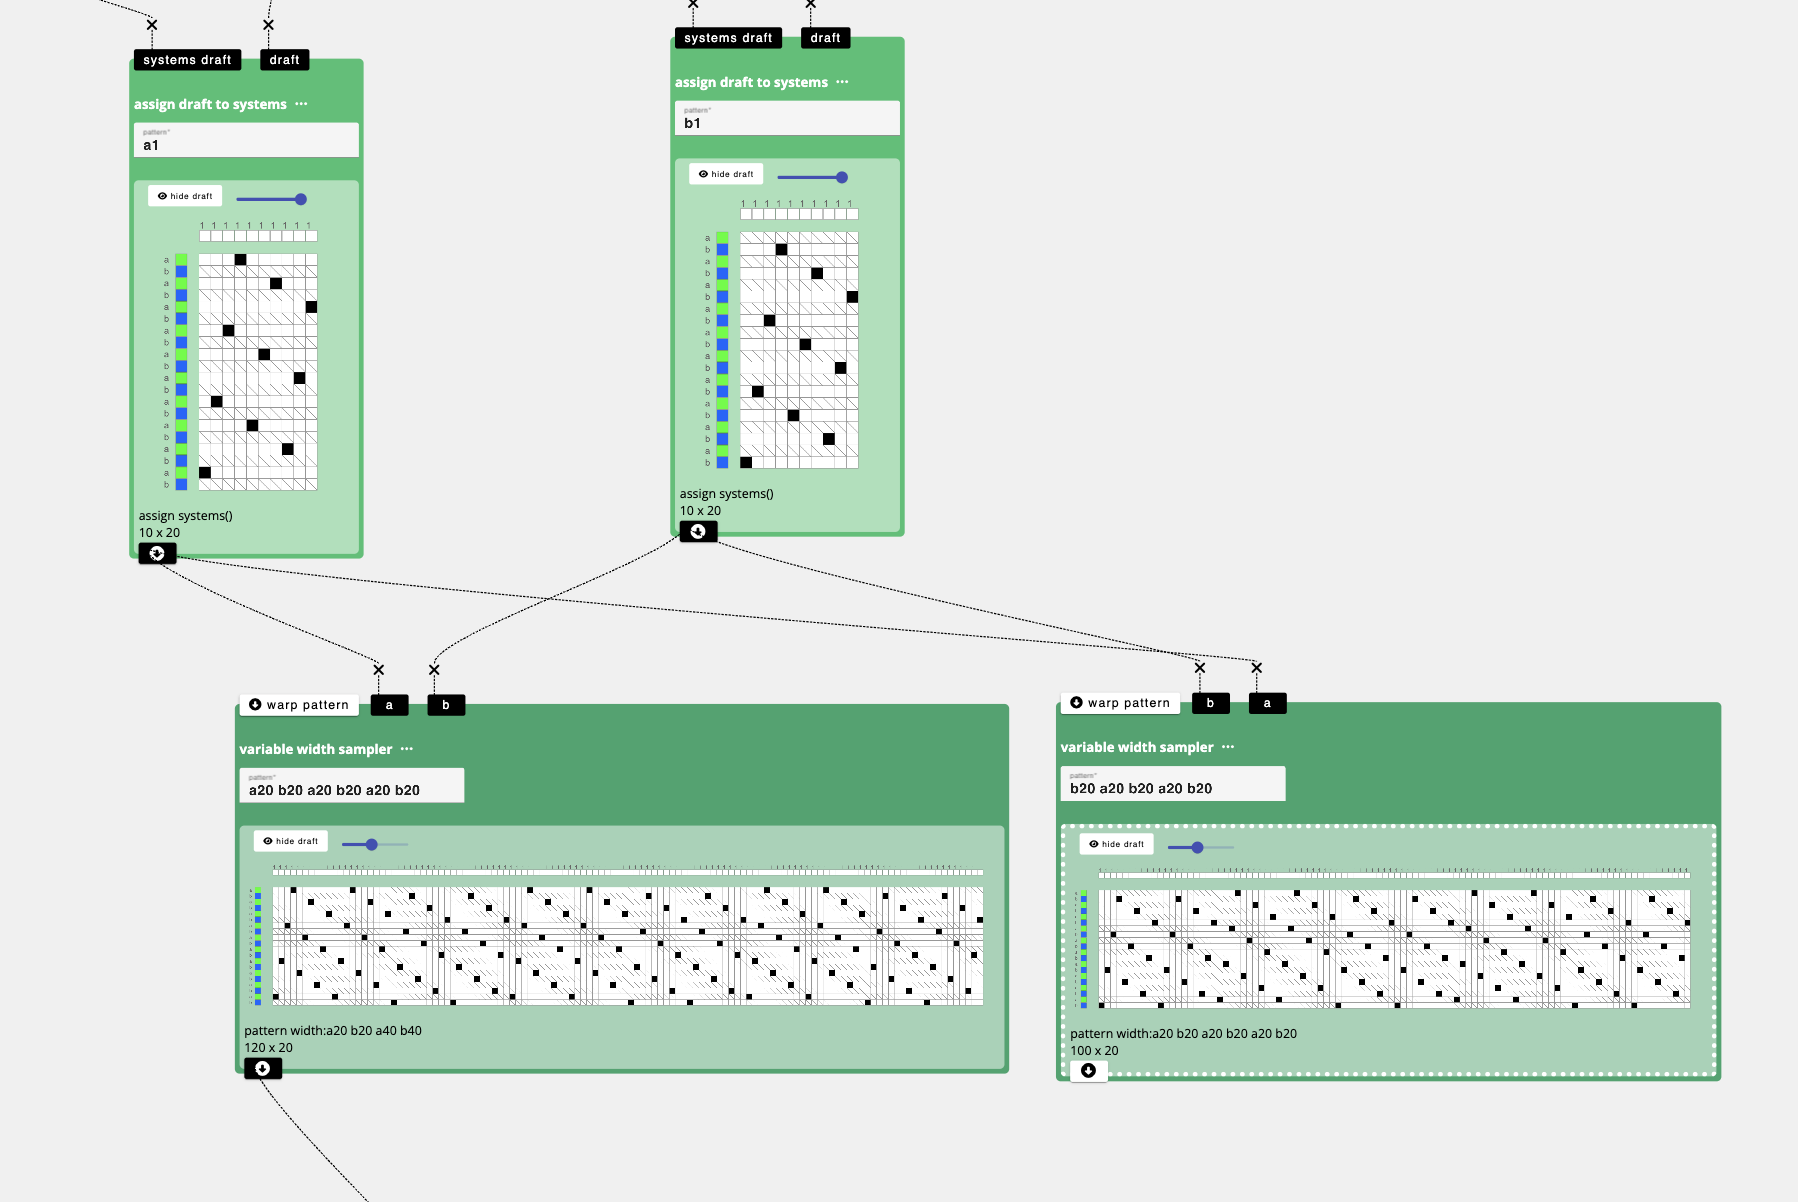 systems draft draft
assign draft to systems ...
pattern*
a1
hide draft
1 1 1 1 1 1 1 1 1 1
a
b
a
b
a
b
a
b
a
b
a
b
a
b
a
b
a
b
a
b
assign systems()
10 x 20
systems draft draft
assign draft to systems ...
pattern*
b1
hide draft
1 1 1 1 1 1 1 1 1 1
a
b
a
b
a
b
a
b
a
b
a
b
a
b
a
b
a
b
a
b
assign systems()
10 x 20
warp pattern a b
variable width sampler ...
pattern*
a20 b20 a20 b20 a20 b20
hide draft
pattern width:a20 b20 a40 b40
120 x 20
warp pattern b a
variable width sampler ...
pattern*
b20 a20 b20 a20 b20
hide draft
pattern width:a20 b20 a20 b20 a20 b20
100 x 20